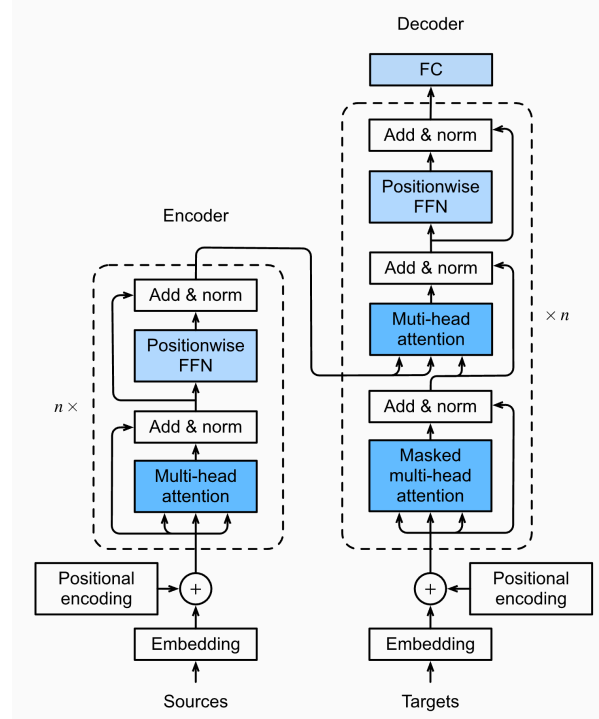 Decoder
FC
Add & norm
Positionwise
FFN
Encoder
Add & norm
Add & norm
Muti-head
attention
× n
Positionwise
FFN
n ×
Add & norm
Add & norm
Multi-head
attention
Masked
multi-head
attention
Positional
encoding
+
+
Positional
encoding
Embedding
Embedding
Sources
Targets